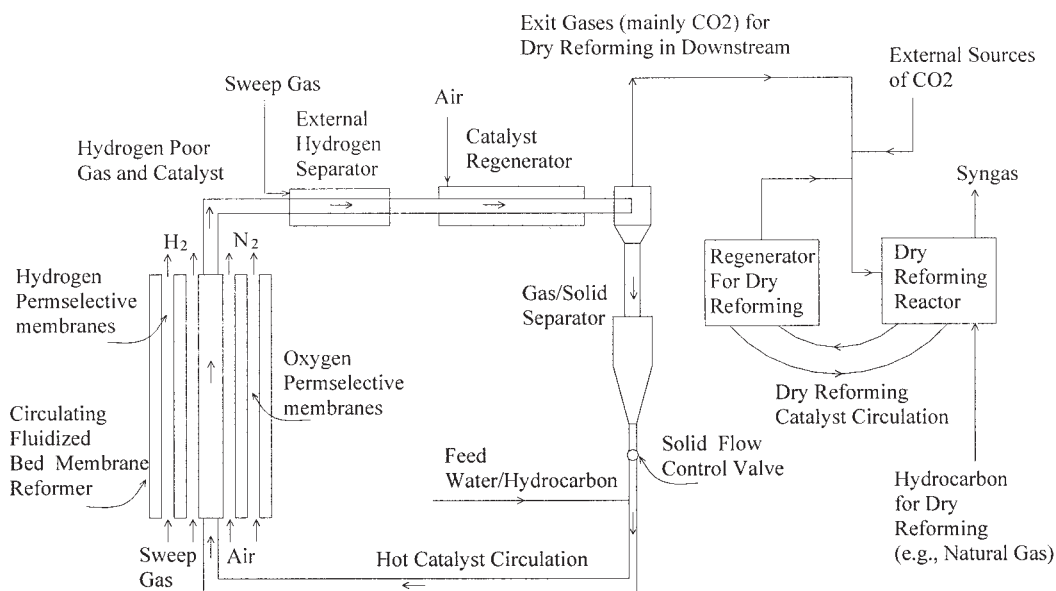 Exit Gases (mainly CO2) for
Dry Reforming in Downstream
External Sources
of CO2
Sweep Gas
Air
External
Hydrogen
Separator
Catalyst
Regenerator
Hydrogen Poor
Gas and Catalyst
Syngas
H2
N2
Regenerator
For Dry
Reforming
Dry
Reforming
Reactor
Hydrogen
Permselective
membranes
Gas/Solid
Separator
Oxygen
Permselective
membranes
Dry Reforming
Catalyst Circulation
Circulating
Fluidized
Bed Membrane
Reformer
Feed
Water/Hydrocarbon
Solid Flow
Control Valve
Hydrocarbon
for Dry
Reforming
(e.g., Natural Gas)
Sweep
Gas
Air
Hot Catalyst Circulation